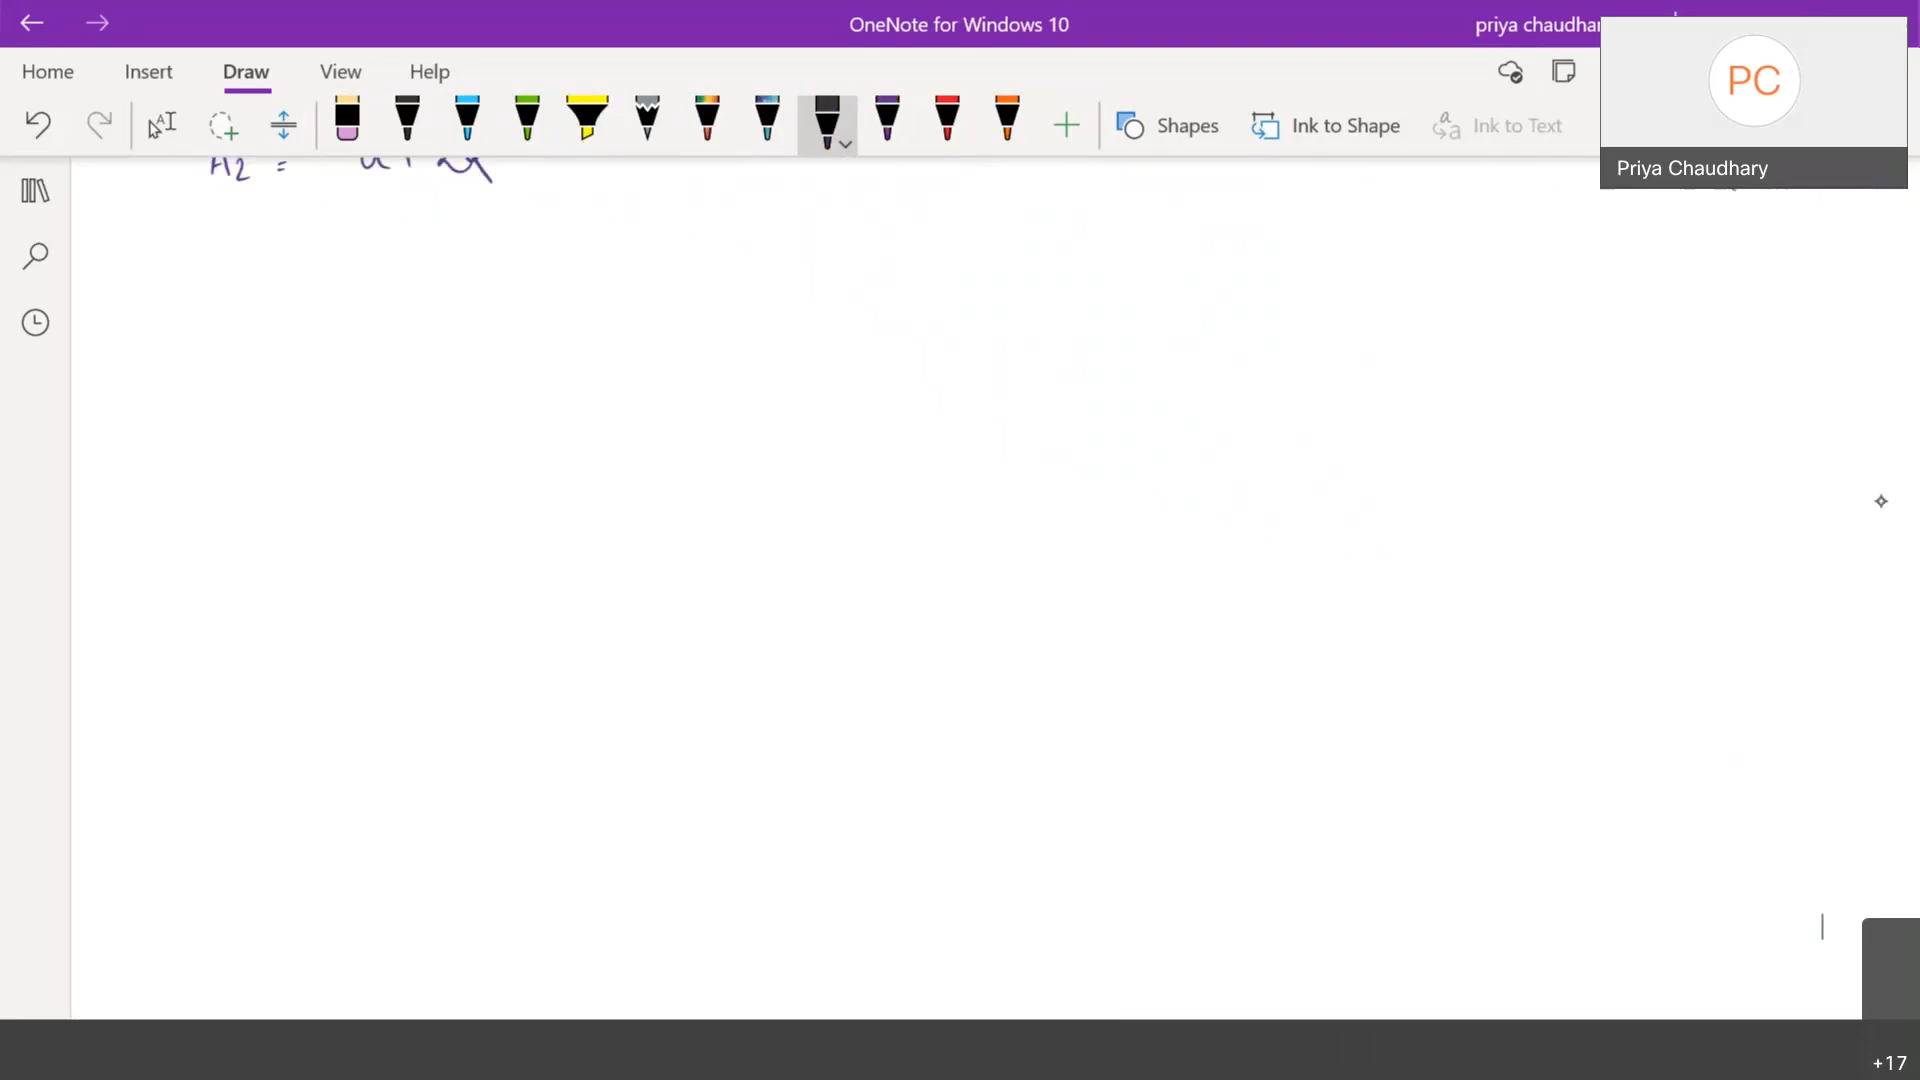 OneNote for Windows 10
priya chaudhar
Home Insert Draw View Help
PC
Shapes Ink to Shape Ink to Text
Priya Chaudhary
A2 =
+17